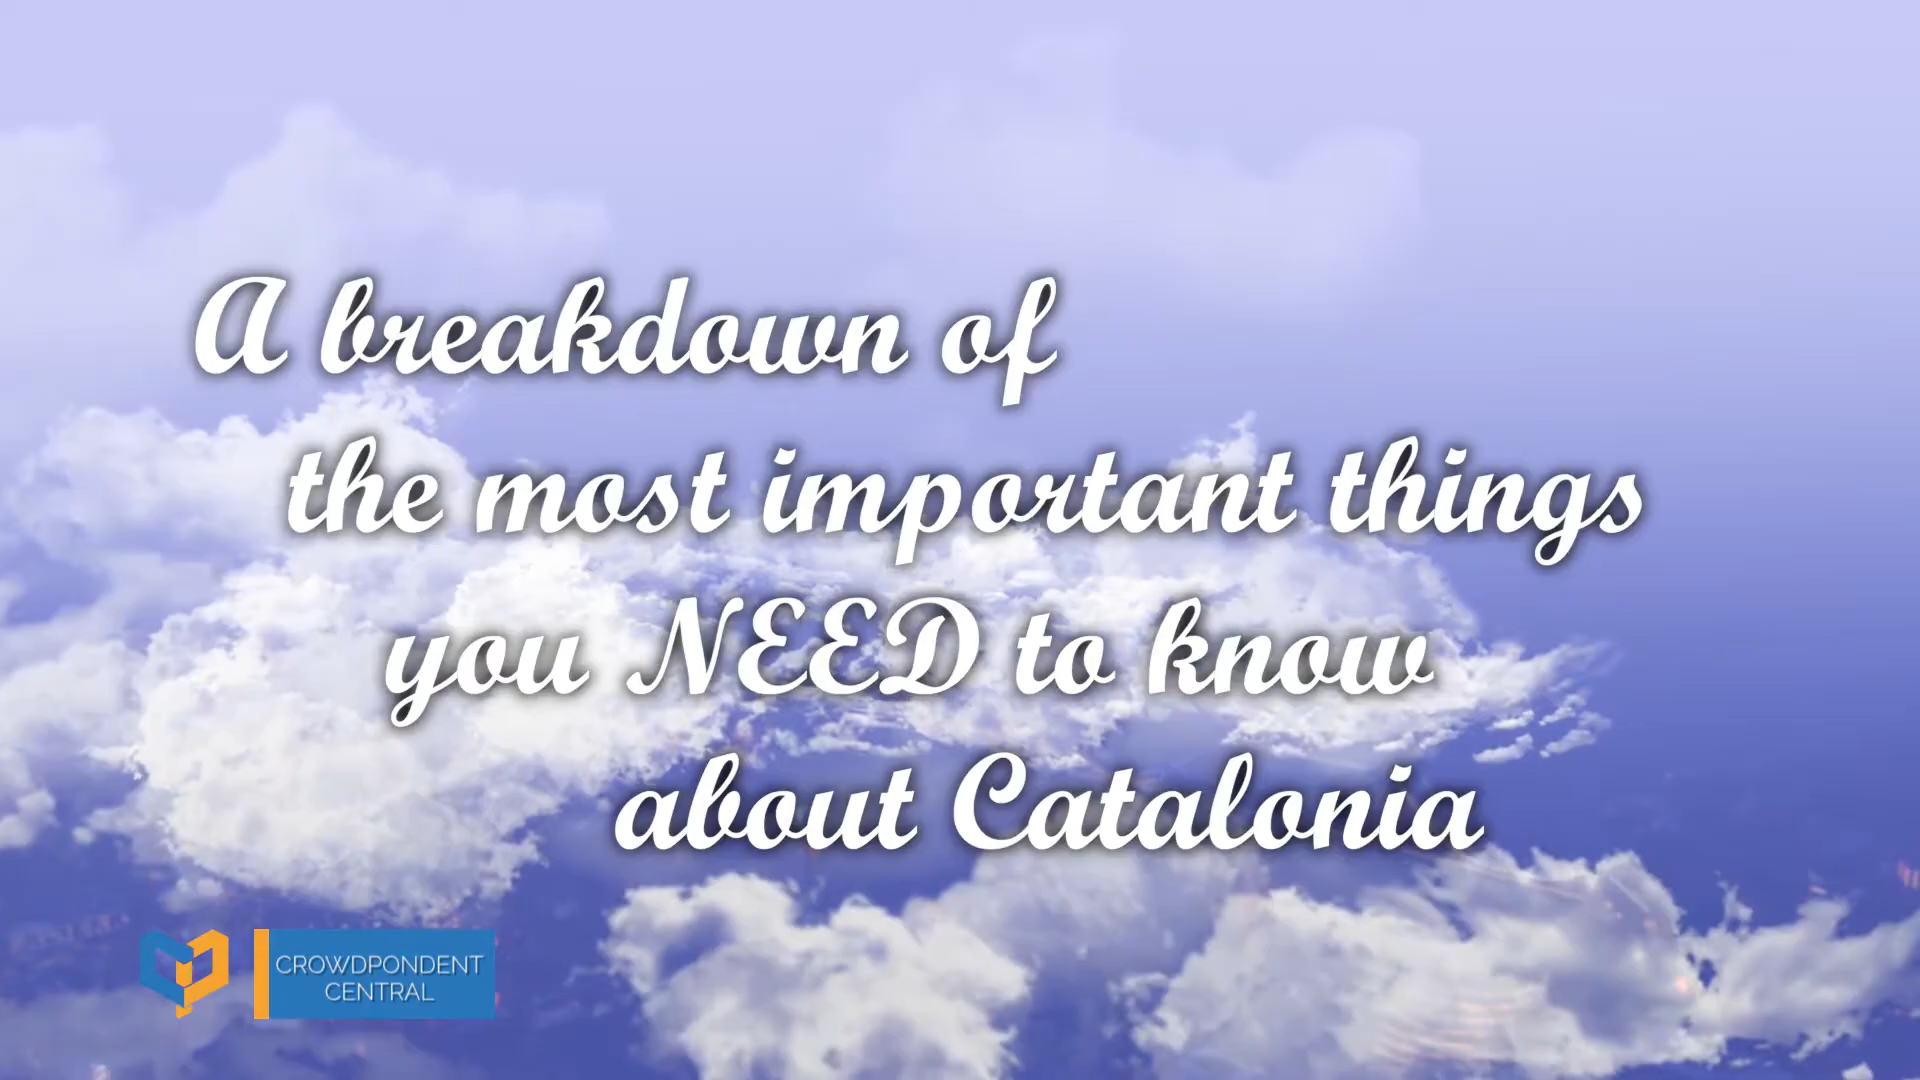 A breakdown of
the most important things
you NEED to know
about Catalonia
CROWDPONDENT
CENTRAL